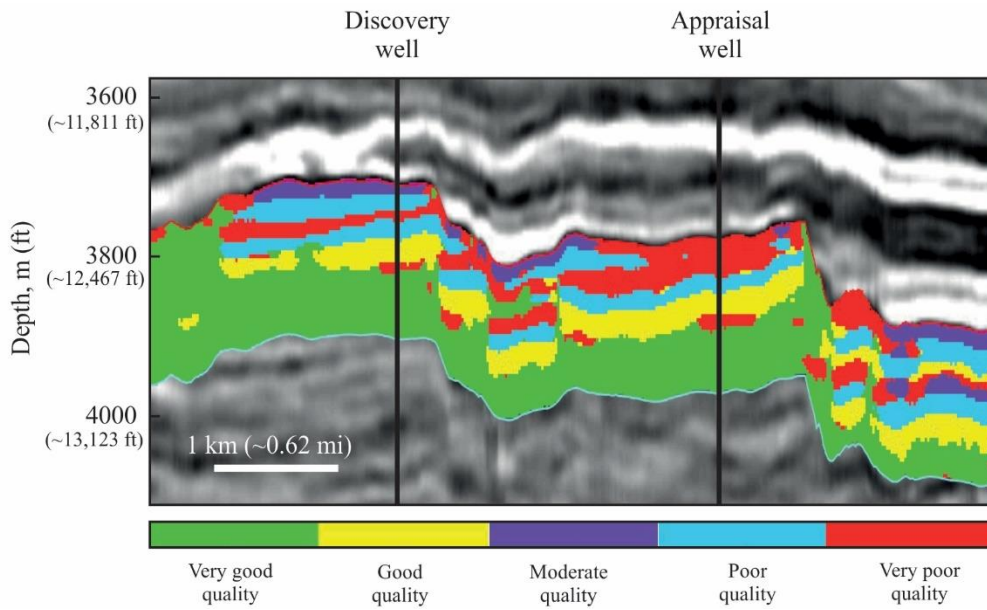 Discovery
well
Appraisal
well
Depth, m (ft)
3600
(~11,811 ft)
3800
(~12,467 ft)
4000
(~13,123 ft)
1 km (~0.62 mi)
Very good
quality
Good
quality
Moderate
quality
Poor
quality
Very poor
quality